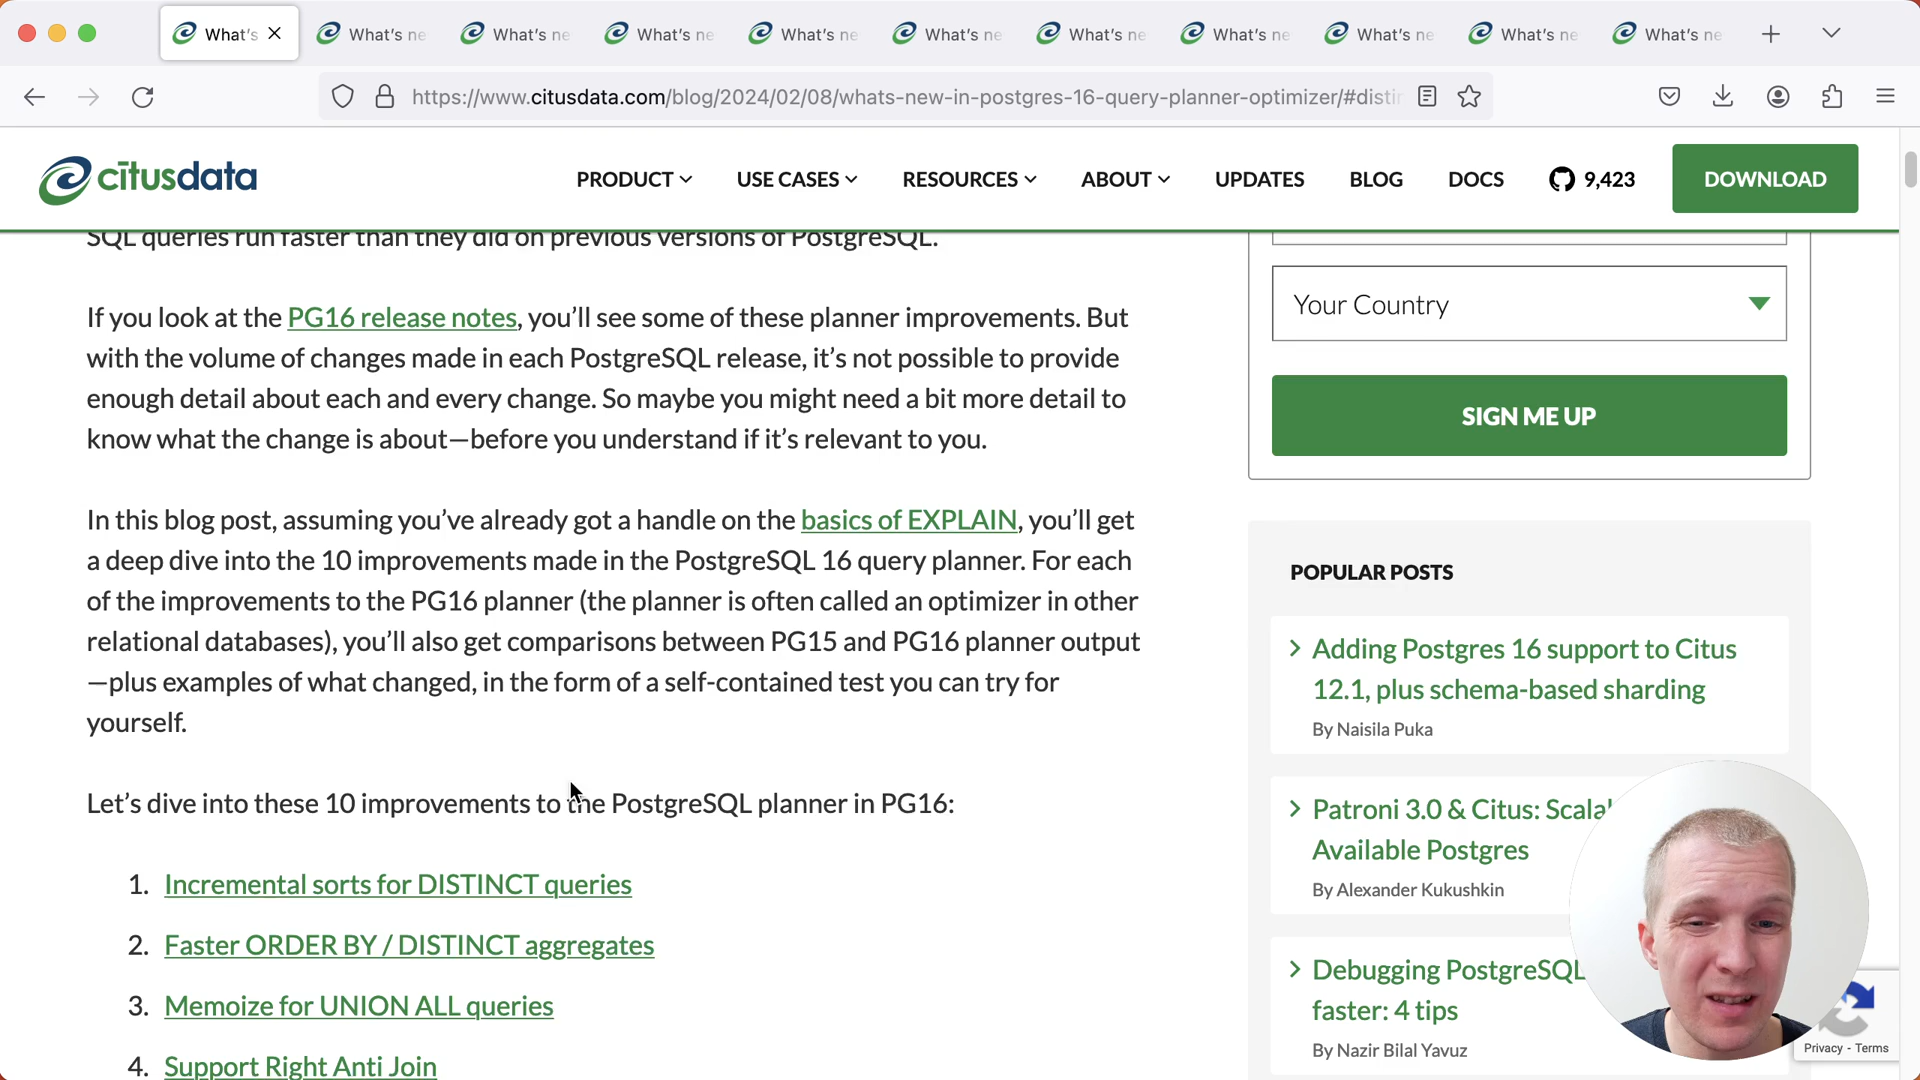 What's
What's ne
What's ne
What's ne
What's ne
What's ne
What's ne
What's ne
What's ne
What's ne
What's ne
https://www.citusdata.com/blog/2024/02/08/whats-new-in-postgres-16-query-planner-optimizer/#distin
citusdata
PRODUCT
USE CASES
RESOURCES
ABOUT
UPDATES
BLOG
DOCS
9,423
DOWNLOAD
SQL queries run faster than they did on previous versions of PostgreSQL.
If you look at the PG16 release notes, you'll see some of these planner improvements. But
with the volume of changes made in each PostgreSQL release, it's not possible to provide
enough detail about each and every change. So maybe you might need a bit more detail to
know what the change is about—before you understand if it's relevant to you.
In this blog post, assuming you've already got a handle on the basics of EXPLAIN, you'll get
a deep dive into the 10 improvements made in the PostgreSQL 16 query planner. For each
of the improvements to the PG16 planner (the planner is often called an optimizer in other
relational databases), you'll also get comparisons between PG15 and PG16 planner output
—plus examples of what changed, in the form of a self-contained test you can try for
yourself.
Let's dive into these 10 improvements to the PostgreSQL planner in PG16:
1. Incremental sorts for DISTINCT queries
2. Faster ORDER BY / DISTINCT aggregates
3. Memoize for UNION ALL queries
4. Support Right Anti Join
Your Country
SIGN ME UP
POPULAR POSTS
Adding Postgres 16 support to Citus
12.1, plus schema-based sharding
By Naisila Puka
Patroni 3.0 & Citus: Scala
Available Postgres
By Alexander Kukushkin
Debugging PostgreSQL
faster: 4 tips
By Nazir Bilal Yavuz
Privacy - Terms